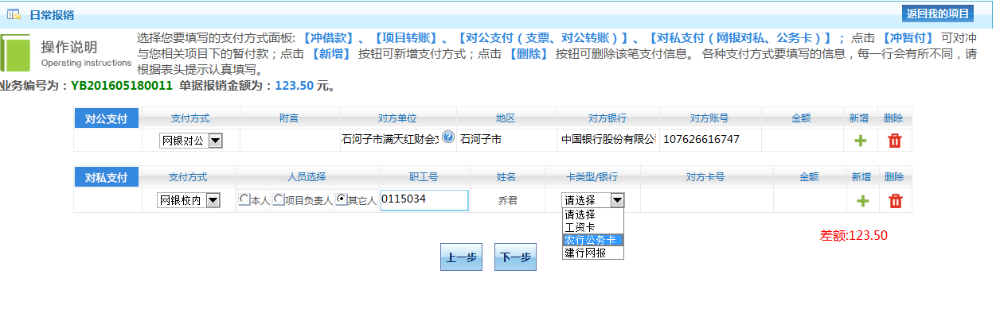 日常报销
返回我的项目
操作说明
Operating instructions
选择您要填写的支付方式面板: 【冲借款】、【项目转账】、【对公支付（支票、对公转账）】、【对私支付（网银对私、公务卡）】； 点击 【冲暂付】 可对冲
与您相关项目下的暂付款；点击 【新增】 按钮可新增支付方式；点击 【删除】 按钮可删除该笔支付信息。 各种支付方式要填写的信息，每一行会有所不同，请
根据表头提示认真填写。
业务编号为：YB201605180011 单据报销金额为：123.50 元。
对公支付 支付方式 附言 对方单位 地区 对方银行 对方账号 金额 新增 删除
网银对公 石河子市满天红财会 石河子市 中国银行股份有限公 107626616747
对私支付 支付方式 人员选择 职工号 姓名 卡类型/银行 对方卡号 金额 新增 删除
网银校内 本人 项目负责人 其它人 0115034 乔君 请选择
请选择
工资卡
农行公务卡
建行网报
差额:123.50
上一步 下一步